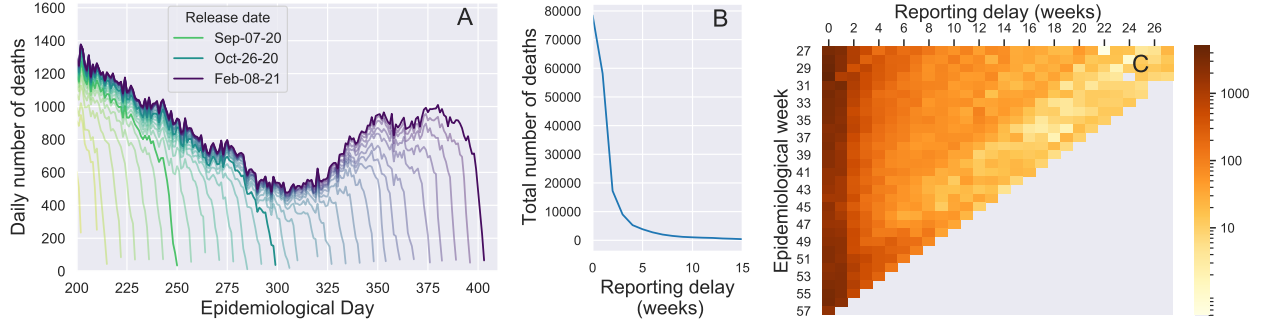 A
Release date
Sep-07-20
Oct-26-20
Feb-08-21
Daily number of deaths
1600
1400
1200
1000
800
600
400
200
0
200 225 250 275 300 325 350 375 400
Epidemiological Day
B
Total number of deaths
80000
70000
60000
50000
40000
30000
20000
10000
0
0 5 10 15
Reporting delay
(weeks)
Reporting delay (weeks)
0 2 4 6 8 10 12 14 16 18 20 22 24 26
C
Epidemiological week
27
29
31
33
35
37
39
41
43
45
47
49
51
53
55
57
1000
100
10